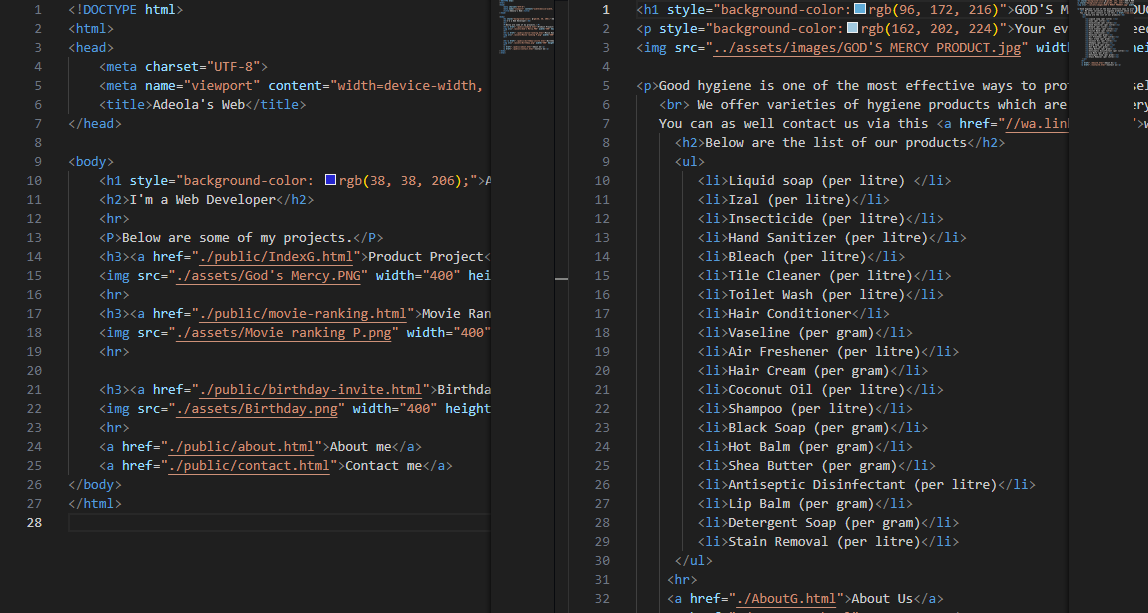 1 <!DOCTYPE html>
2 <html>
3 <head>
4 <meta charset="UTF-8">
5 <meta name="viewport" content="width=device-width,
6 <title>Adeola's Web</title>
7 </head>
8
9 <body>
10 <h1 style="background-color: rgb(38, 38, 206);">A
11 <h2>I'm a Web Developer</h2>
12 <hr>
13 <P>Below are some of my projects.</P>
14 <h3><a href="./public/IndexG.html">Product Project<
15 <img src="./assets/God's Mercy.PNG" width="400" hei
16 <hr>
17 <h3><a href="./public/movie-ranking.html">Movie Ran
18 <img src="./assets/Movie ranking P.png" width="400"
19 <hr>
20
21 <h3><a href="./public/birthday-invite.html">Birthda
22 <img src="./assets/Birthday.png" width="400" height
23 <hr>
24 <a href="./public/about.html">About me</a>
25 <a href="./public/contact.html">Contact me</a>
26 </body>
27 </html>
28
1 <h1 style="background-color: rgb(96, 172, 216)">GOD'S M
2 <p style="background-color: rgb(162, 202, 224)">Your ev
3 <img src="../assets/images/GOD'S MERCY PRODUCT.jpg" widt
4
5 <p>Good hygiene is one of the most effective ways to pro
6 <br> We offer varieties of hygiene products which are
7 You can as well contact us via this <a href="//wa.lin
8 <h2>Below are the list of our products</h2>
9 <ul>
10 <li>Liquid soap (per litre) </li>
11 <li>Izal (per litre)</li>
12 <li>Insecticide (per litre)</li>
13 <li>Hand Sanitizer (per litre)</li>
14 <li>Bleach (per litre)</li>
15 <li>Tile Cleaner (per litre)</li>
16 <li>Toilet Wash (per litre)</li>
17 <li>Hair Conditioner</li>
18 <li>Vaseline (per gram)</li>
19 <li>Air Freshener (per litre)</li>
20 <li>Hair Cream (per gram)</li>
21 <li>Coconut Oil (per litre)</li>
22 <li>Shampoo (per litre)</li>
23 <li>Black Soap (per gram)</li>
24 <li>Hot Balm (per gram)</li>
25 <li>Shea Butter (per gram)</li>
26 <li>Antiseptic Disinfectant (per litre)</li>
27 <li>Lip Balm (per gram)</li>
28 <li>Detergent Soap (per gram)</li>
29 <li>Stain Removal (per litre)</li>
30 </ul>
31 <hr>
32 <a href="./AboutG.html">About Us</a>